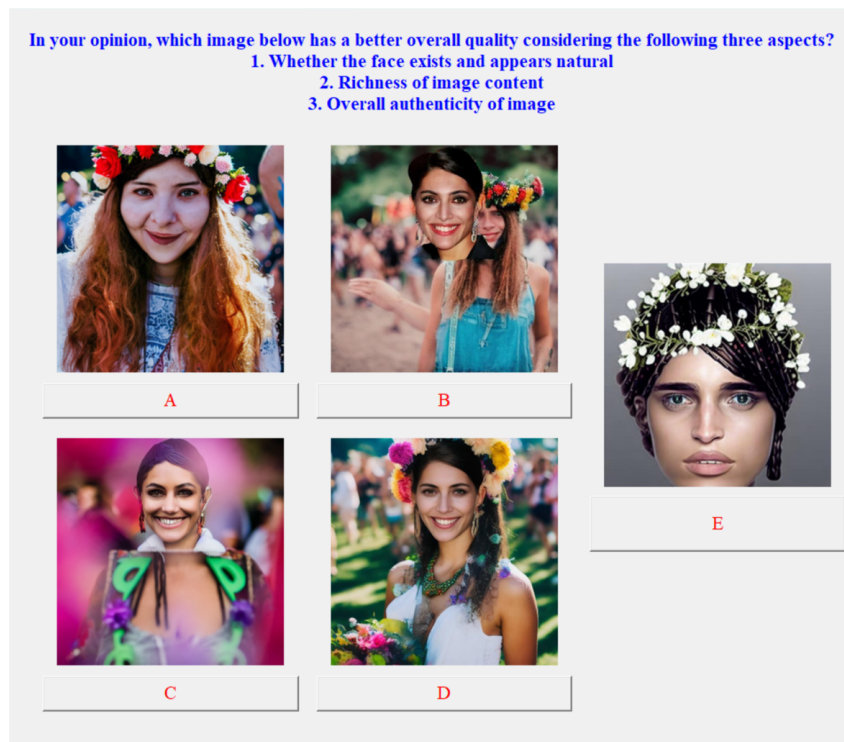 In your opinion, which image below has a better overall quality considering the following three aspects?
1. Whether the face exists and appears natural
2. Richness of image content
3. Overall authenticity of image
A
B
E
C
D